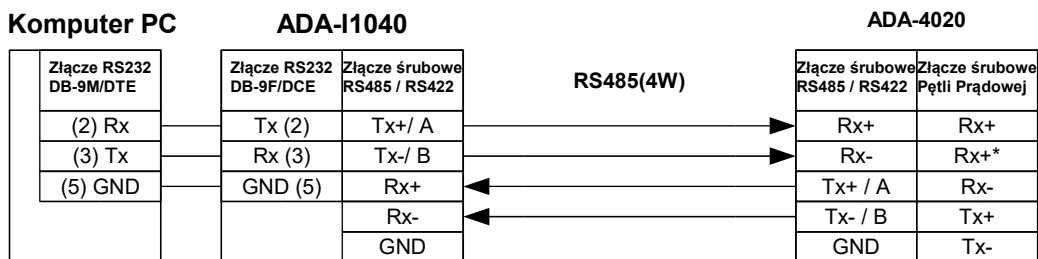 Komputer PC ADA-I1040 ADA-4020
Złącze RS232 Złącze RS232 Złącze śrubowe RS485(4W) Złącze śrubowe Złącze śrubowe
DB-9M/DTE DB-9F/DCE RS485 / RS422 RS485 / RS422 Pętli Prądowej
(2) Rx Tx (2) Tx+/ A Rx+ Rx+
(3) Tx Rx (3) Tx-/ B Rx- Rx+*
(5) GND GND (5) Rx+ Tx+ / A Rx-
Rx- Tx- / B Tx+
GND GND Tx-